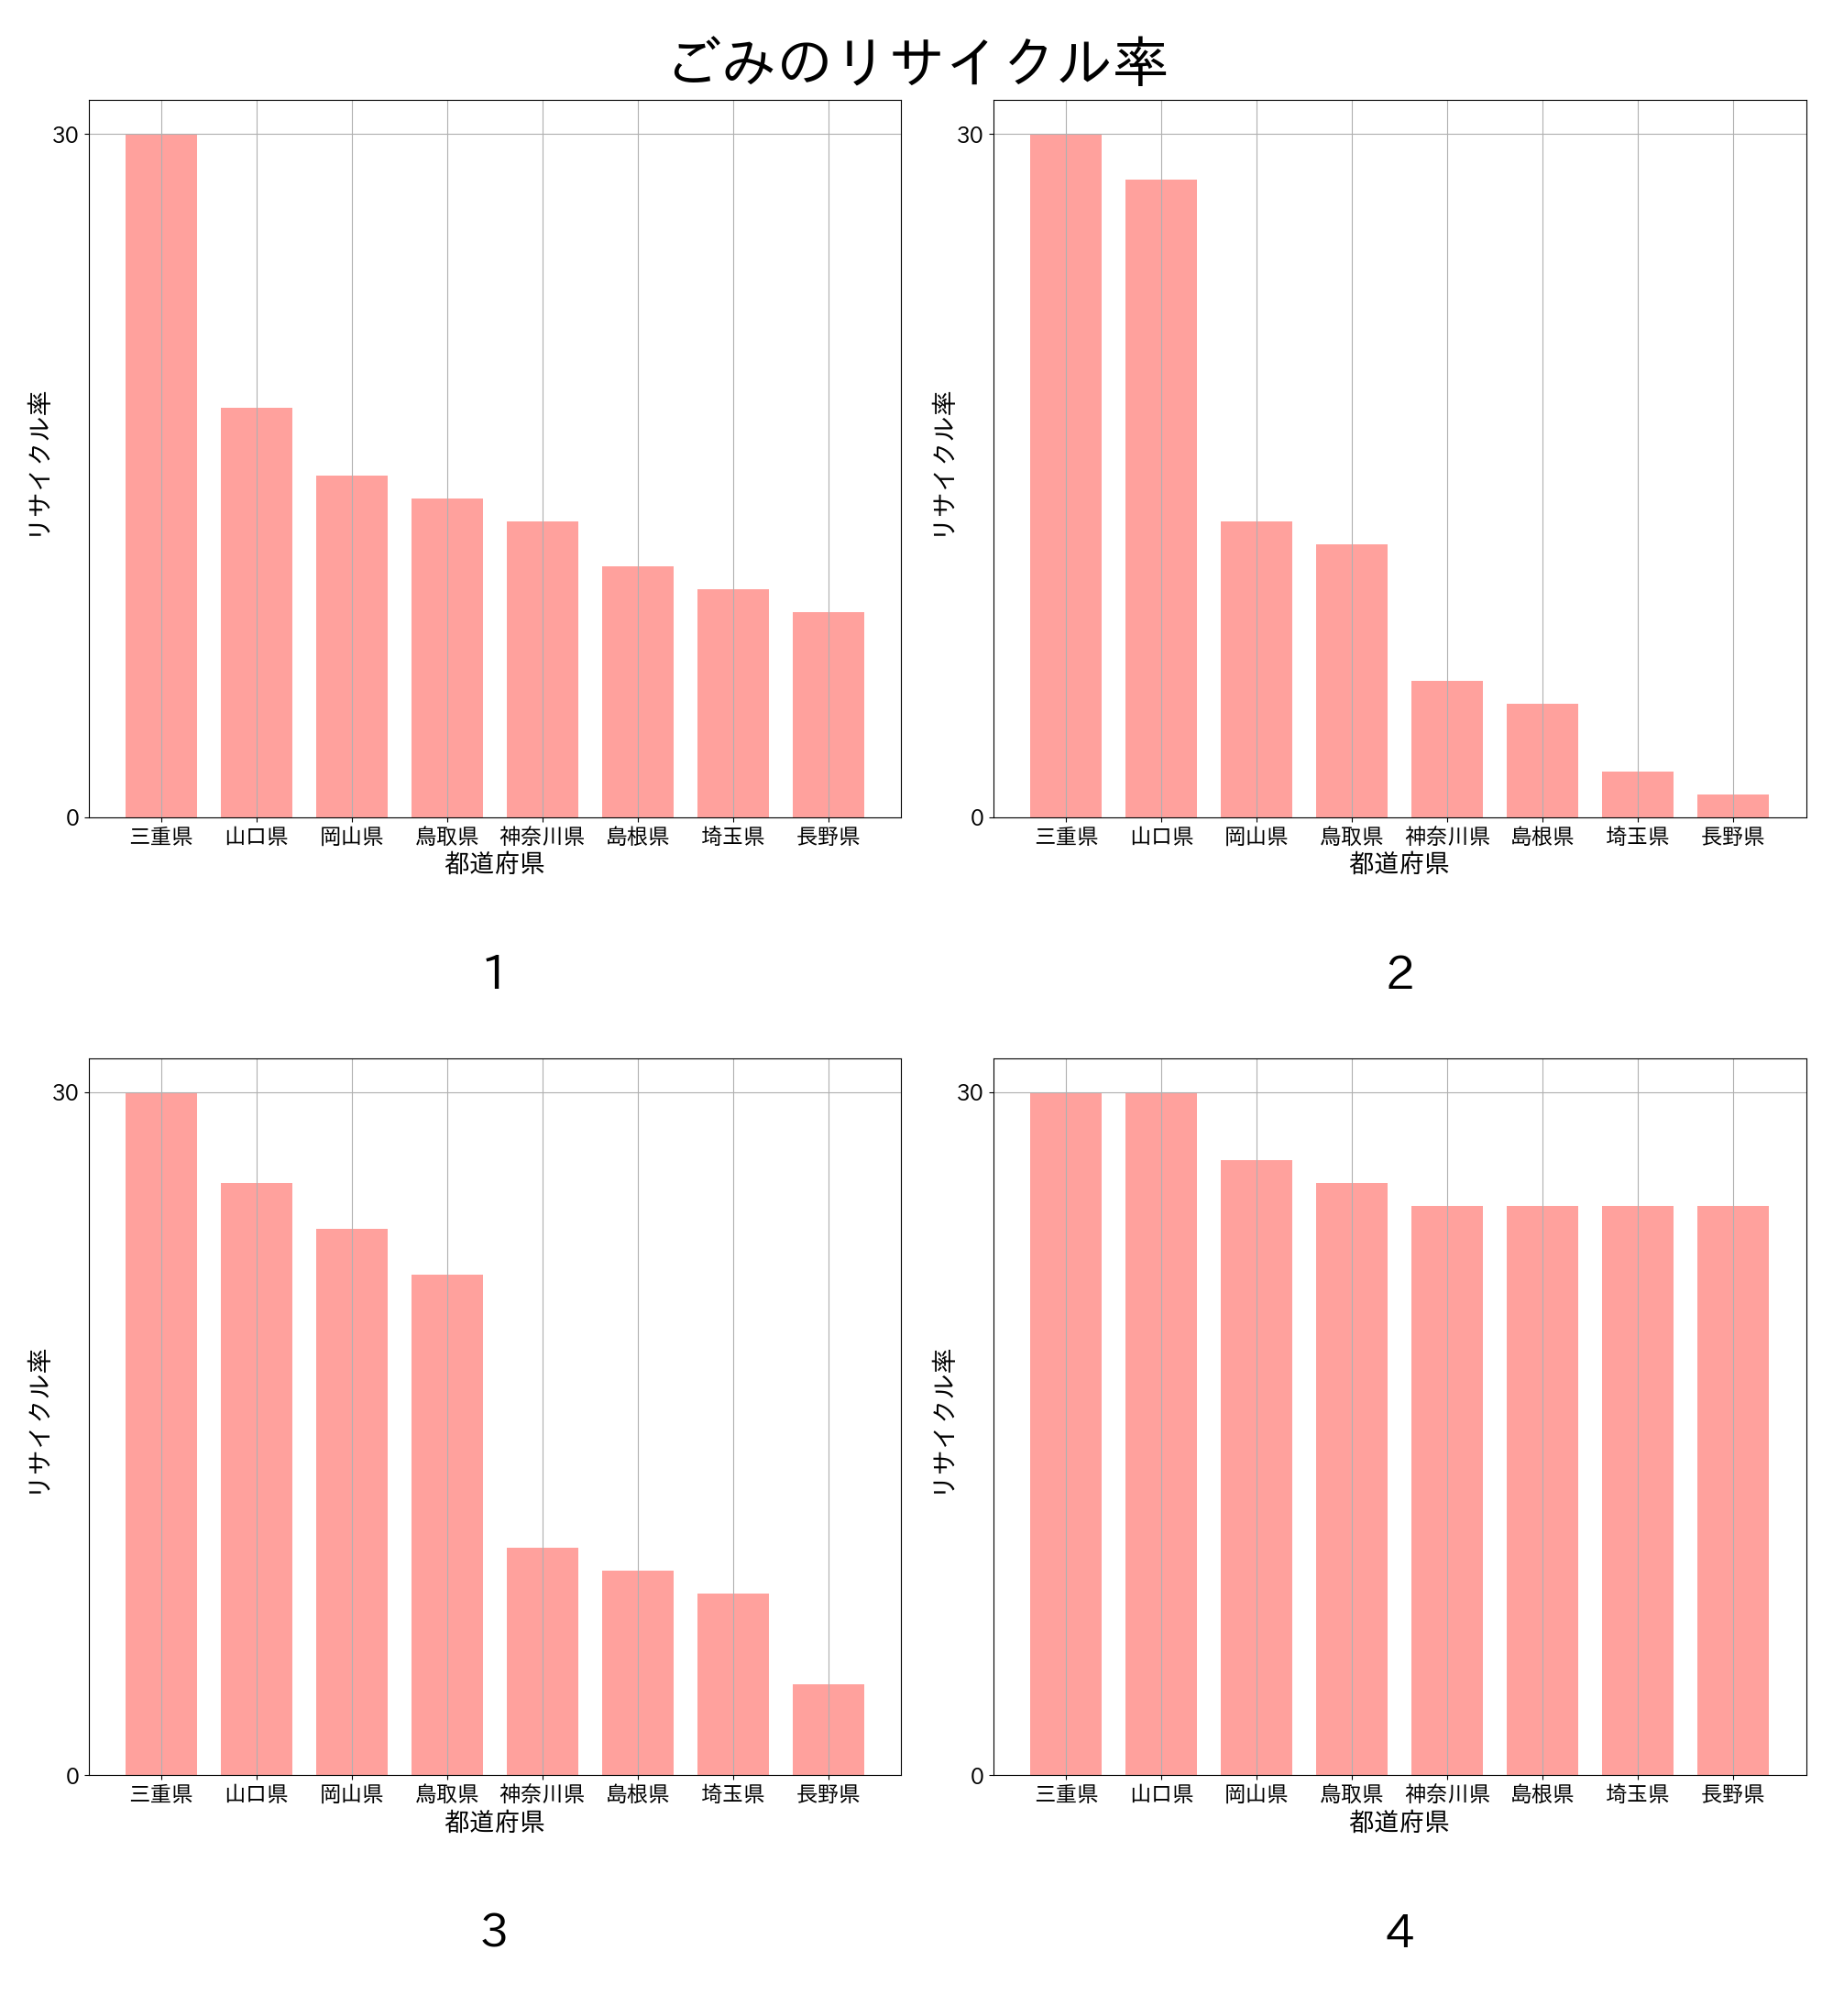 ごみのリサイクル率
30
0
リサイクル率
三重県 山口県 岡山県 鳥取県 神奈川県 島根県 埼玉県 長野県
都道府県
1
30
0
リサイクル率
三重県 山口県 岡山県 鳥取県 神奈川県 島根県 埼玉県 長野県
都道府県
2
30
0
リサイクル率
三重県 山口県 岡山県 鳥取県 神奈川県 島根県 埼玉県 長野県
都道府県
3
30
0
リサイクル率
三重県 山口県 岡山県 鳥取県 神奈川県 島根県 埼玉県 長野県
都道府県
4